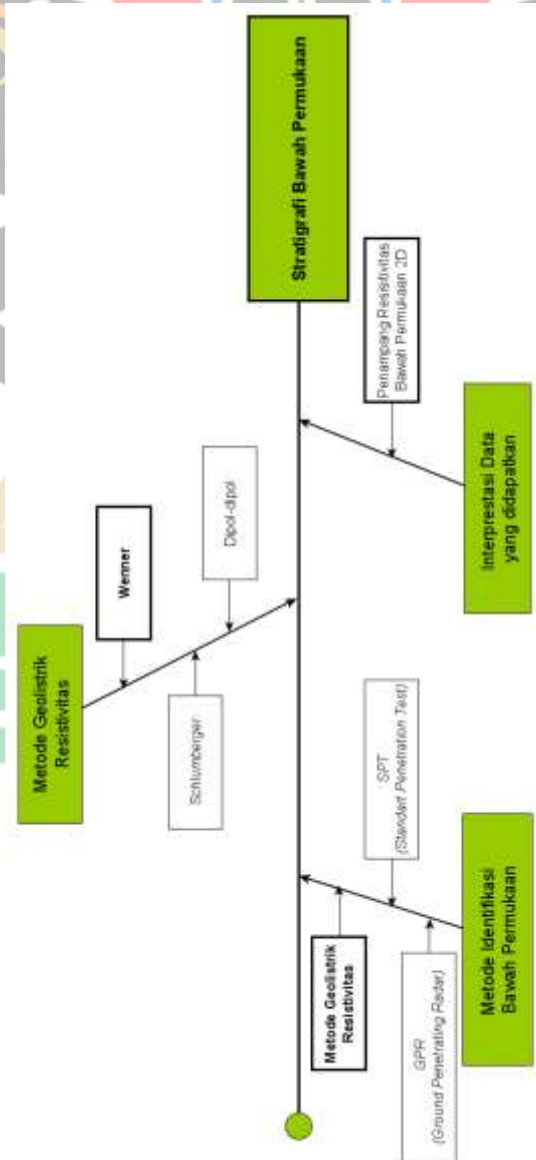 Metode Geolistrik
Resistivitas
Wenner
Schlumberger
Dipol-dipol
Stratigrafi Bawah Permukaan
Metode Geolistrik
Resistivitas
SPT
(Standart Penetration Test)
GPR
(Ground Penetrating Radar)
Metode Identifikasi
Bawah Permukaan
Penampang Resistivitas
Bawah Permukaan 2D
Interprestasi Data
yang didapatkan